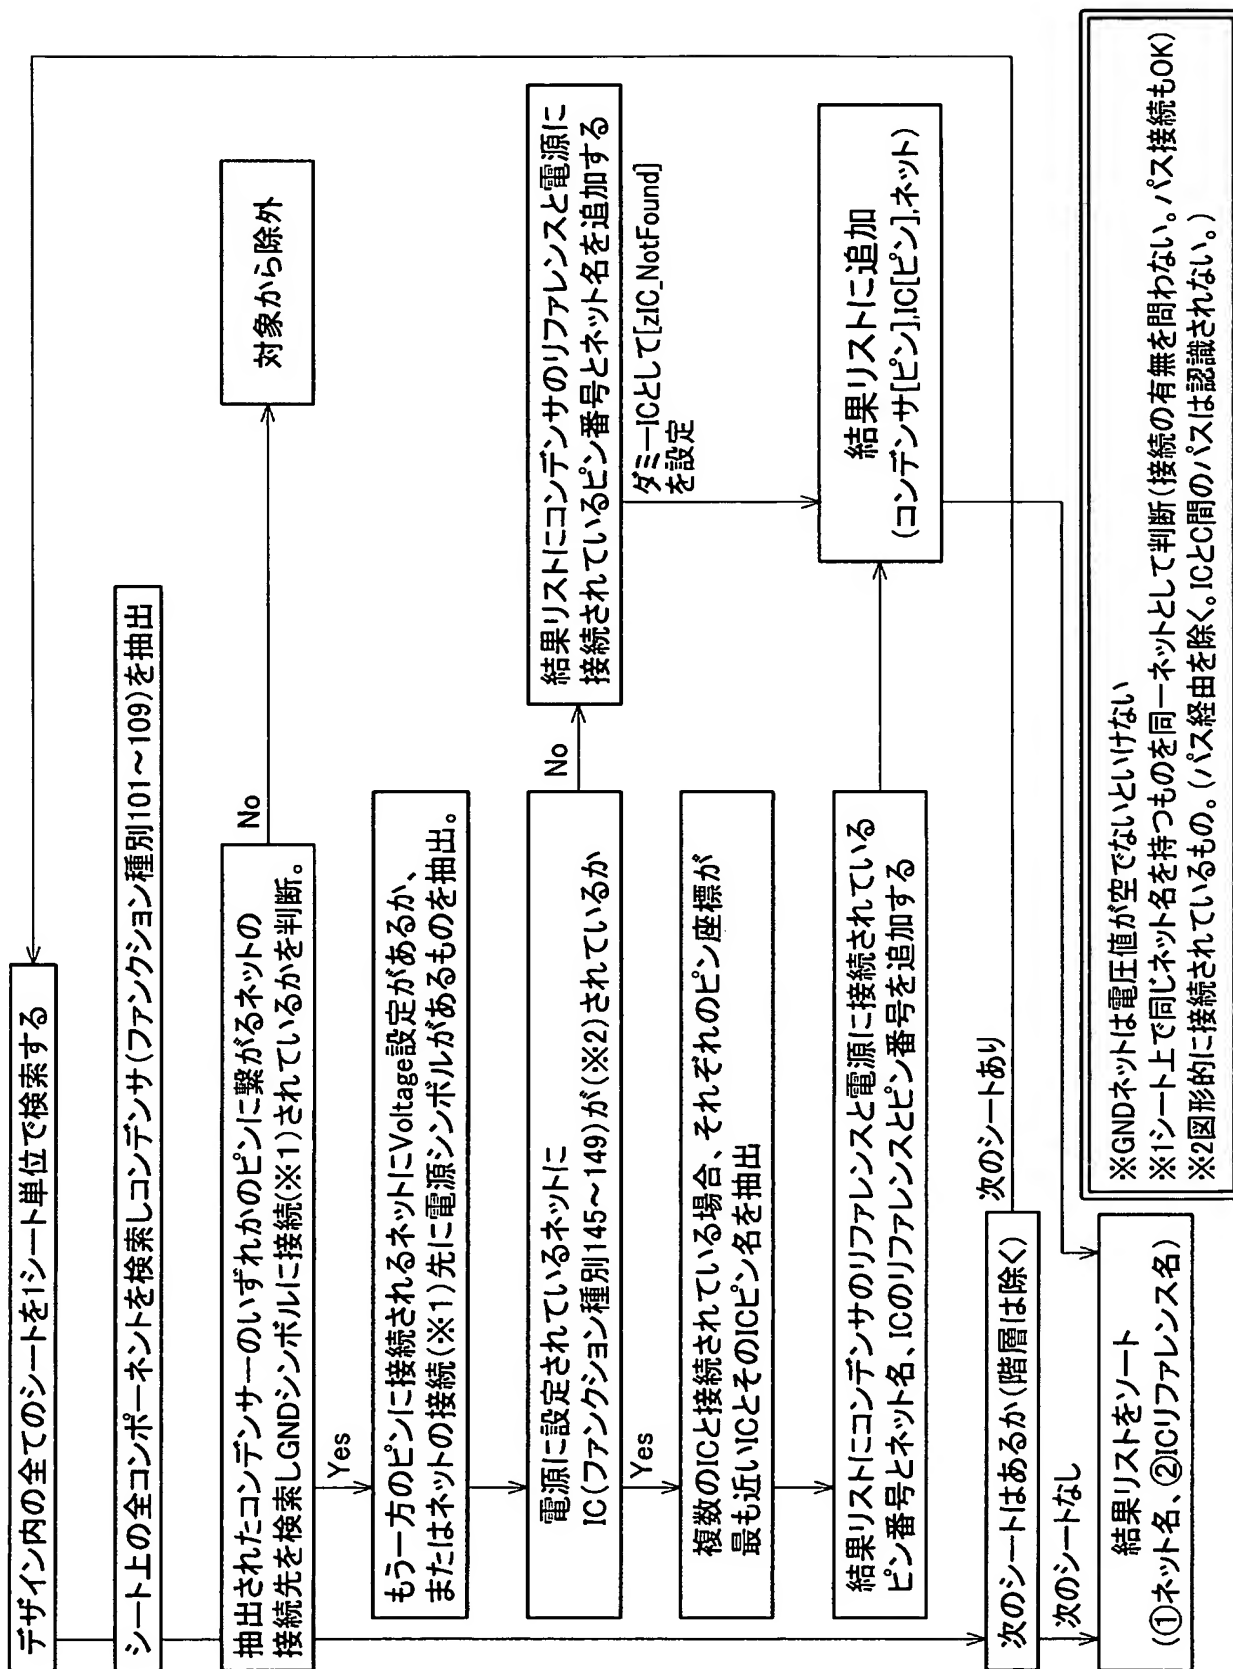 デザイン内の全てのシートを1シート単位で検索する
シート上の全コンポーネントを検索しコンデンサ(ファンクション種別101～109)を抽出
抽出されたコンデンサーのいずれかのピンに繋がるネットの
接続先を検索しGNDシンボルに接続(※1)されているかを判断。
No
対象から除外
Yes
もう一方のピンに接続されるネットにVoltage設定があるか、
またはネットの接続(※1)先に電源シンボルがあるものを抽出。
電源に設定されているネットに
IC(ファンクション種別145～149)が(※2)されているか
No
結果リストにコンデンサのリファレンスと電源に
接続されているピン番号とネット名を追加する
Yes
ダミーICとして[zIC_NotFound]
を設定
複数のICと接続されている場合、それぞれのピン座標が
最も近いICとそのICピン名を抽出
結果リストにコンデンサのリファレンスと電源に接続されている
ピン番号とネット名、ICのリファレンスとピン番号を追加する
結果リストに追加
(コンデンサ[ピン],IC[ピン],ネット)
次のシートはあるか(階層は除く)
次のシートあり
次のシートなし
結果リストをソート
(①ネット名、②ICリファレンス名)
※GNDネットは電圧値が空でないといけない
※1シート上で同じネット名を持つものを同一ネットとして判断(接続の有無を問わない。パス接続もOK)
※2図形的に接続されているもの。(パス経由を除く。ICとC間のパスは認識されない。)